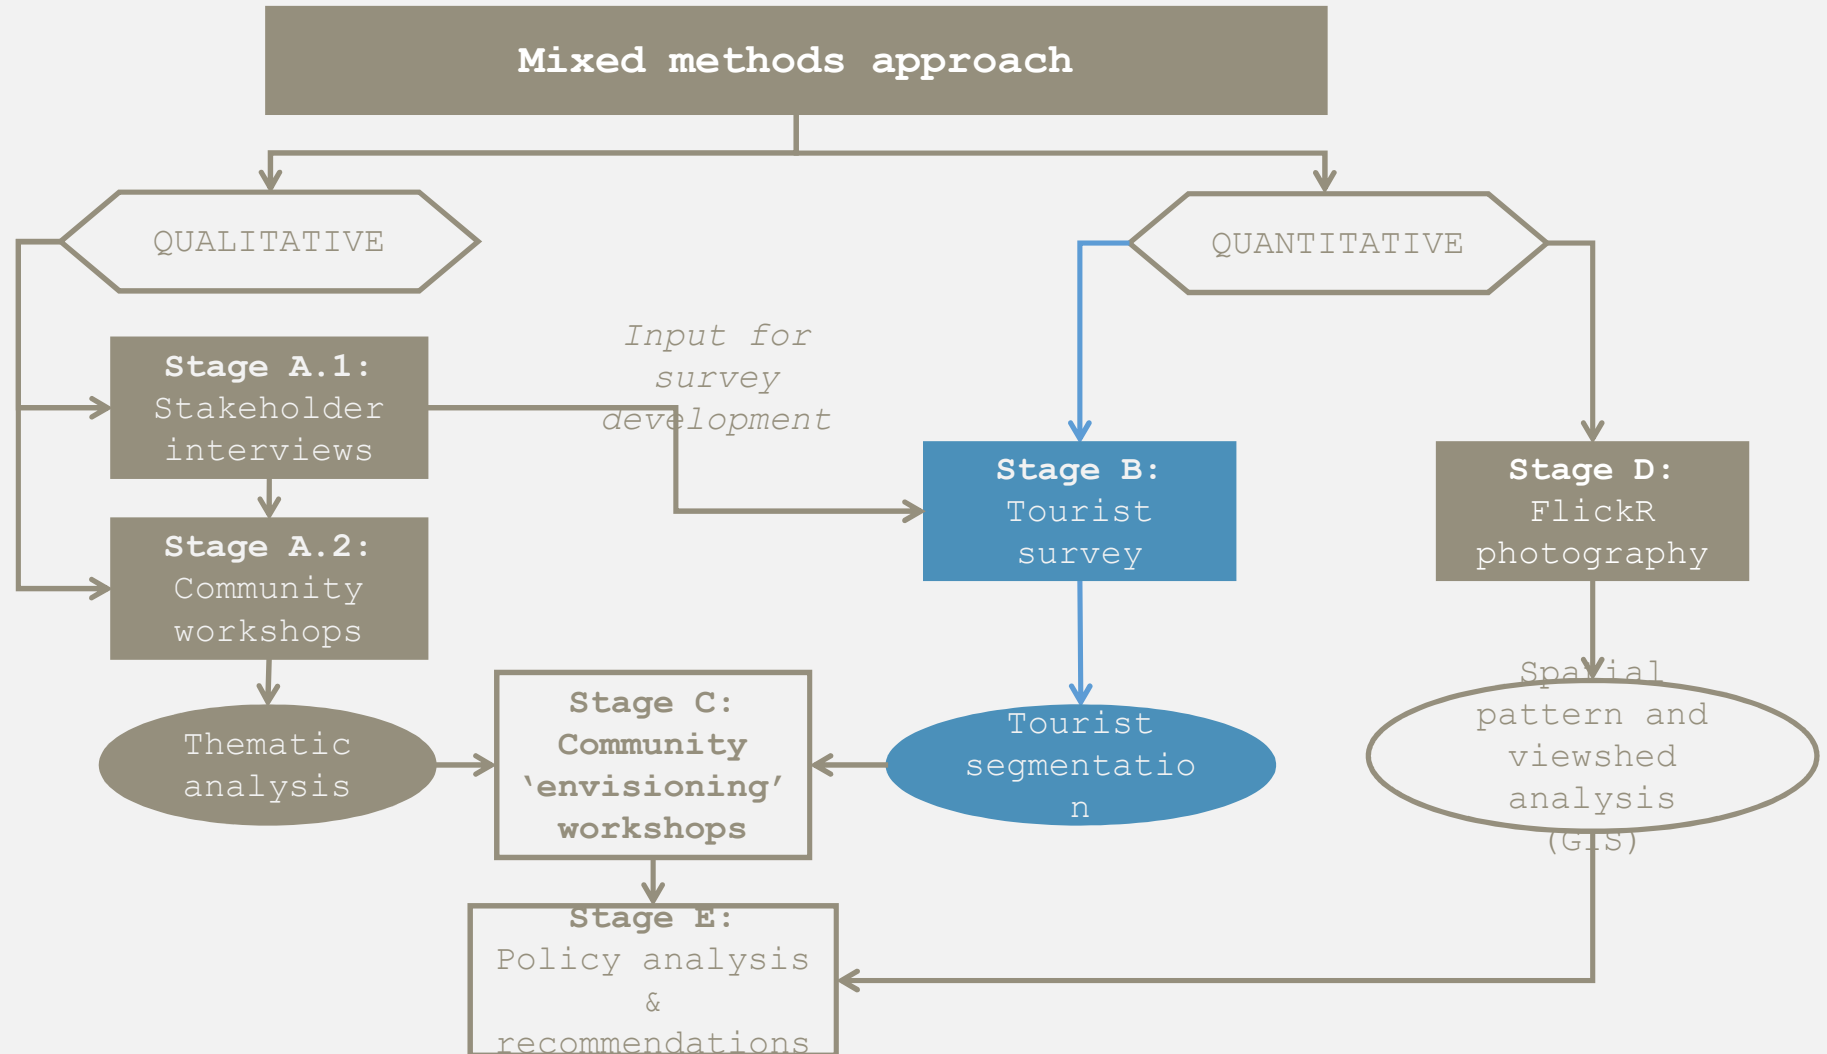 Mixed methods approach
QUALITATIVE
QUANTITATIVE
Input for
survey
development
Stage A.1:
Stakeholder
interviews
Stage B:
Tourist
survey
Stage D:
FlickR
photography
Stage A.2:
Community
workshops
Thematic
analysis
Stage C:
Community
‘envisioning’
workshops
Tourist
segmentatio
n
Spatial
pattern and
viewshed
analysis
(GIS)
Stage E:
Policy analysis
&
recommendations